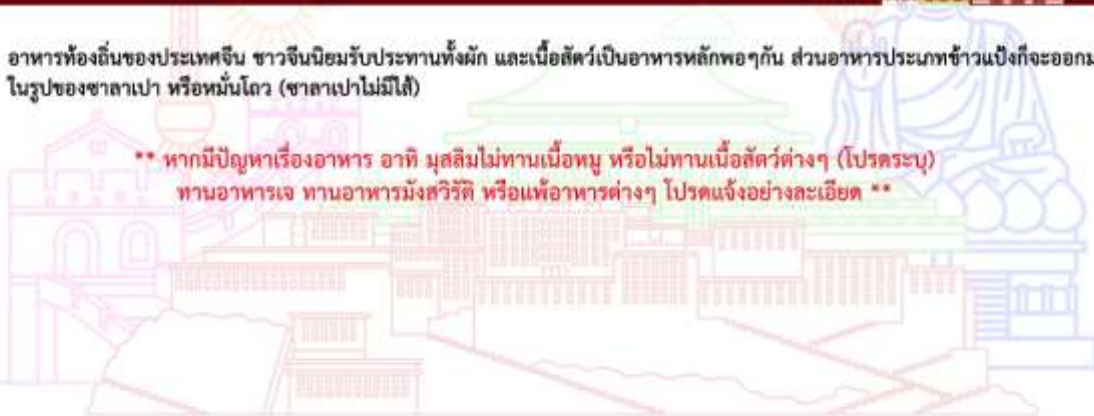 อาหารท้องถิ่นของประเทศจีน ชาวจีนนิยมรับประทานทั้งผัก และเนื้อสัตว์เป็นอาหารหลักพอๆกัน ส่วนอาหารประเภทข้าวแป้งก็จะออกม
ในรูปของซาลาเปา หรือหมั่นโถว (ซาลาเปาไม่มีไส้)
** หากมีปัญหาเรื่องอาหาร อาทิ มุสลิมไม่ทานเนื้อหมู หรือไม่ทานเนื้อสัตว์ต่างๆ (โปรดระบุ)
ทานอาหารเจ ทานอาหารมังสวิรัติ หรือแพ้อาหารต่างๆ โปรดแจ้งอย่างละเอียด **